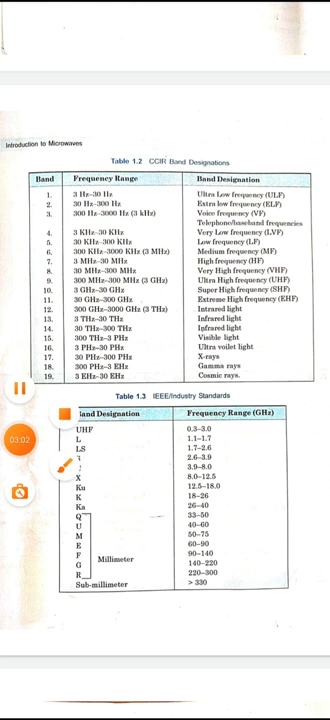 Introduction to Microwaves
Table 1.2 CCIR Band Designations
Band Frequency Range Band Designation
1. 3 Hz–30 Hz Ultra Low frequency (ULF)
2. 30 Hz–300 Hz Extra low frequency (ELF)
3. 300 Hz–3000 Hz (3 kHz) Voice frequency (VF)
Telephone/baseband frequencies
4. 3 KHz–30 KHz Very Low frequency (LVF)
5. 30 KHz–300 KHz Low frequency (LF)
6. 300 KHz–3000 KHz (3 MHz) Medium frequency (MF)
7. 3 MHz–30 MHz High frequency (HF)
8. 30 MHz–300 MHz Very High frequency (VHF)
9. 300 MHz–300 MHz (3 GHz) Ultra High frequency (UHF)
10. 3 GHz–30 GHz Super High frequency (SHF)
11. 30 GHz–300 GHz Extreme High frequency (EHF)
12. 300 GHz–3000 GHz (3 THz) Intrared light
13. 3 THz–30 THz Infrared light
14. 30 THz–300 THz Infrared light
15. 300 THz–3 PHz Visible light
16. 3 PHz–30 PHz Ultra voilet light
17. 30 PHz–300 PHz X-rays
18. 300 PHz–3 EHz Gamma rays
19. 3 EHz–30 EHz Cosmic rays.
Table 1.3 IEEE/Industry Standards
Band Designation Frequency Range (GHz)
UHF 0.3–3.0
L 1.1–1.7
LS 1.7–2.6
2.6–3.9
3.9–8.0
X 8.0–12.5
Ku 12.5–18.0
K 18–26
Ka 26–40
Q 33–50
U 40–60
M 50–75
E 60–90
F 90–140
Millimeter
G 140–220
R 220–300
Sub-millimeter > 330
03:02